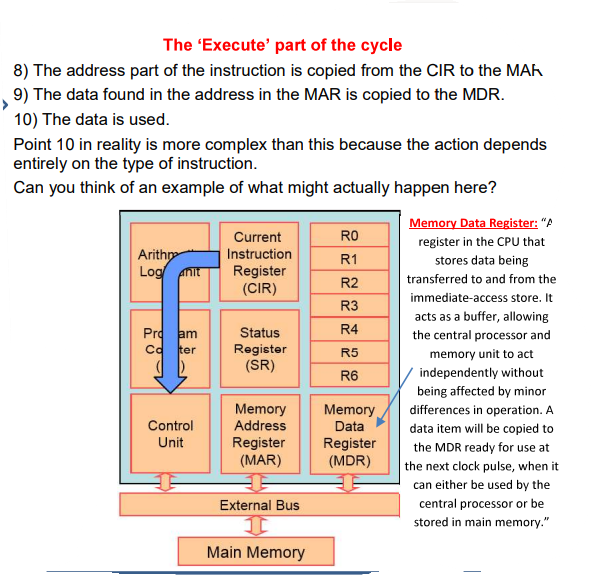 The ‘Execute’ part of the cycle
8) The address part of the instruction is copied from the CIR to the MAR
9) The data found in the address in the MAR is copied to the MDR.
10) The data is used.
Point 10 in reality is more complex than this because the action depends
entirely on the type of instruction.
Can you think of an example of what might actually happen here?
Current
Instruction
Register
(CIR)
R0
R1
R2
R3
R4
R5
R6
Status
Register
(SR)
Control
Unit
Memory
Address
Register
(MAR)
Memory
Data
Register
(MDR)
External Bus
Main Memory
Memory Data Register: “A
register in the CPU that
stores data being
transferred to and from the
immediate-access store. It
acts as a buffer, allowing
the central processor and
memory unit to act
independently without
being affected by minor
differences in operation. A
data item will be copied to
the MDR ready for use at
the next clock pulse, when it
can either be used by the
central processor or be
stored in main memory.”